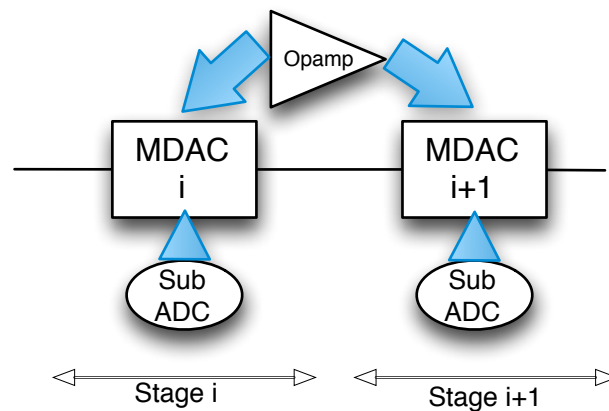 Opamp
MDAC
i
MDAC
i+1
Sub
ADC
Sub
ADC
Stage i
Stage i+1